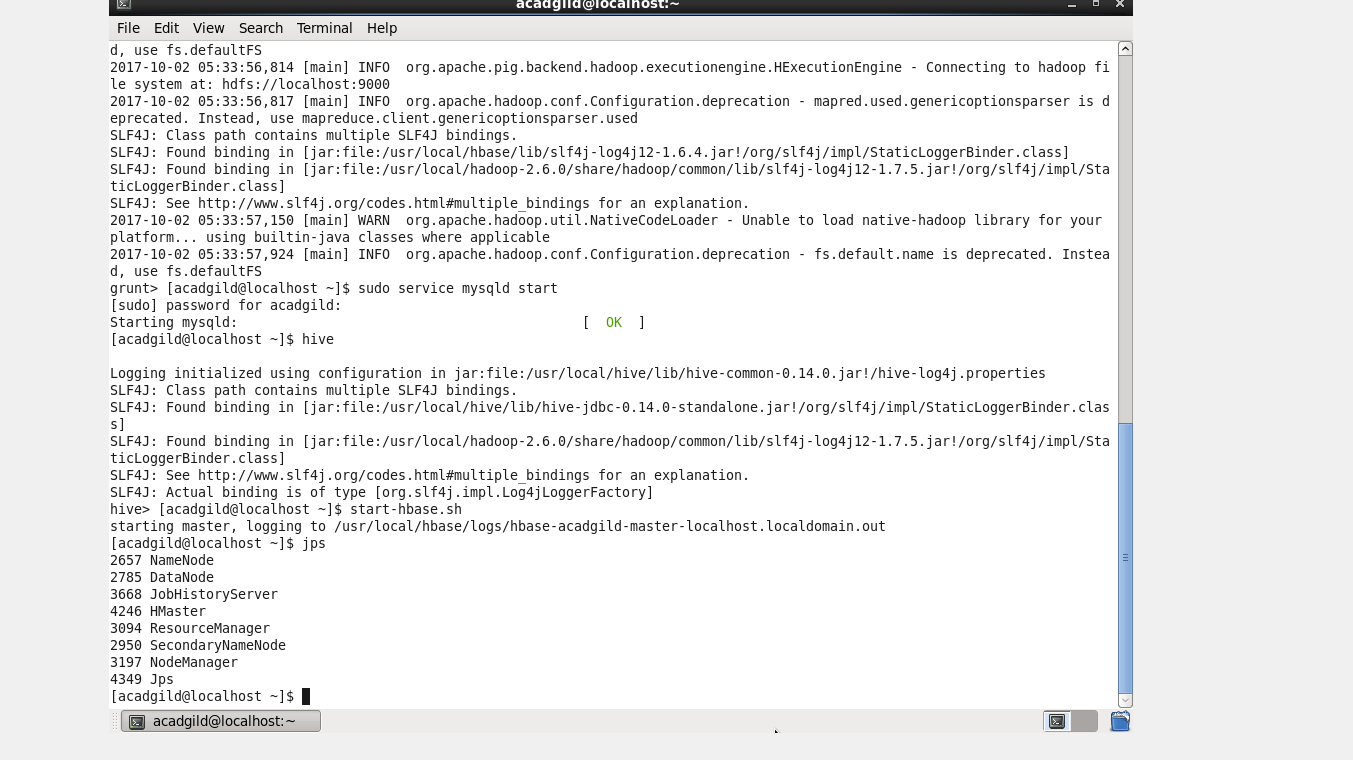 acadgild@localhost:~
File Edit View Search Terminal Help
d, use fs.defaultFS
2017-10-02 05:33:56,814 [main] INFO  org.apache.pig.backend.hadoop.executionengine.HExecutionEngine - Connecting to hadoop fi
le system at: hdfs://localhost:9000
2017-10-02 05:33:56,817 [main] INFO  org.apache.hadoop.conf.Configuration.deprecation - mapred.used.genericoptionsparser is d
eprecated. Instead, use mapreduce.client.genericoptionsparser.used
SLF4J: Class path contains multiple SLF4J bindings.
SLF4J: Found binding in [jar:file:/usr/local/hbase/lib/slf4j-log4j12-1.6.4.jar!/org/slf4j/impl/StaticLoggerBinder.class]
SLF4J: Found binding in [jar:file:/usr/local/hadoop-2.6.0/share/hadoop/common/lib/slf4j-log4j12-1.7.5.jar!/org/slf4j/impl/Sta
ticLoggerBinder.class]
SLF4J: See http://www.slf4j.org/codes.html#multiple_bindings for an explanation.
2017-10-02 05:33:57,150 [main] WARN  org.apache.hadoop.util.NativeCodeLoader - Unable to load native-hadoop library for your
platform... using builtin-java classes where applicable
2017-10-02 05:33:57,924 [main] INFO  org.apache.hadoop.conf.Configuration.deprecation - fs.default.name is deprecated. Instea
d, use fs.defaultFS
grunt> [acadgild@localhost ~]$ sudo service mysqld start
[sudo] password for acadgild:
Starting mysqld:                                           [  OK  ]
[acadgild@localhost ~]$ hive
Logging initialized using configuration in jar:file:/usr/local/hive/lib/hive-common-0.14.0.jar!/hive-log4j.properties
SLF4J: Class path contains multiple SLF4J bindings.
SLF4J: Found binding in [jar:file:/usr/local/hive/lib/hive-jdbc-0.14.0-standalone.jar!/org/slf4j/impl/StaticLoggerBinder.clas
s]
SLF4J: Found binding in [jar:file:/usr/local/hadoop-2.6.0/share/hadoop/common/lib/slf4j-log4j12-1.7.5.jar!/org/slf4j/impl/Sta
ticLoggerBinder.class]
SLF4J: See http://www.slf4j.org/codes.html#multiple_bindings for an explanation.
SLF4J: Actual binding is of type [org.slf4j.impl.Log4jLoggerFactory]
hive> [acadgild@localhost ~]$ start-hbase.sh
starting master, logging to /usr/local/hbase/logs/hbase-acadgild-master-localhost.localdomain.out
[acadgild@localhost ~]$ jps
2657 NameNode
2785 DataNode
3668 JobHistoryServer
4246 HMaster
3094 ResourceManager
2950 SecondaryNameNode
3197 NodeManager
4349 Jps
[acadgild@localhost ~]$
acadgild@localhost:~